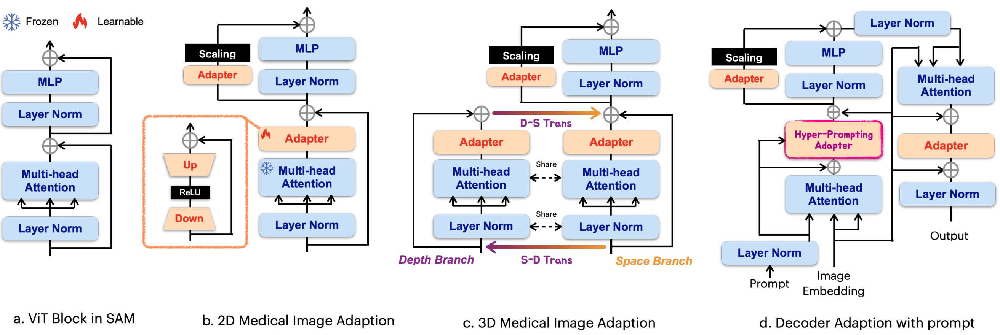 Frozen
Learnable
MLP
Layer Norm
Multi-head
Attention
Layer Norm
a. ViT Block in SAM
Scaling
Adapter
MLP
Layer Norm
Adapter
Multi-head
Attention
Layer Norm
Up
ReLU
Down
b. 2D Medical Image Adaption
Scaling
Adapter
MLP
Layer Norm
D-S Trans
Adapter
Adapter
Multi-head
Attention
Share
Multi-head
Attention
Layer Norm
Share
Layer Norm
Depth Branch
S-D Trans
Space Branch
c. 3D Medical Image Adaption
Layer Norm
Scaling
Adapter
MLP
Layer Norm
Hyper-Prompting
Adapter
Multi-head
Attention
Layer Norm
Prompt
Image
Embedding
Multi-head
Attention
Adapter
Layer Norm
Output
d. Decoder Adaption with prompt